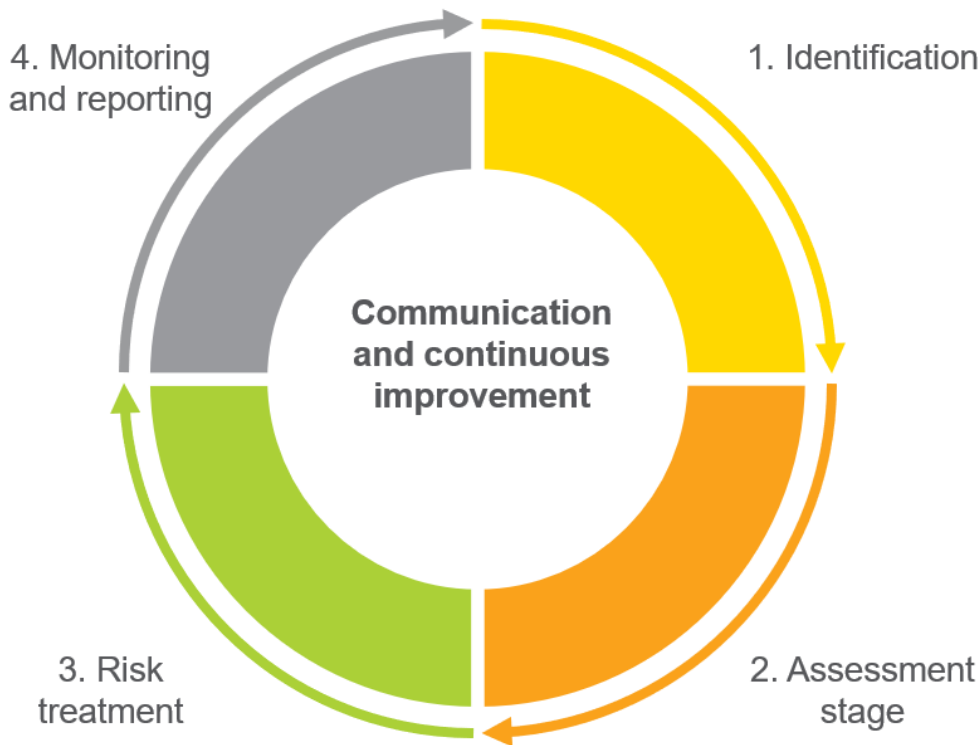 4. Monitoring
and reporting
1. Identification
Communication
and continuous
improvement
3. Risk
treatment
2. Assessment
stage